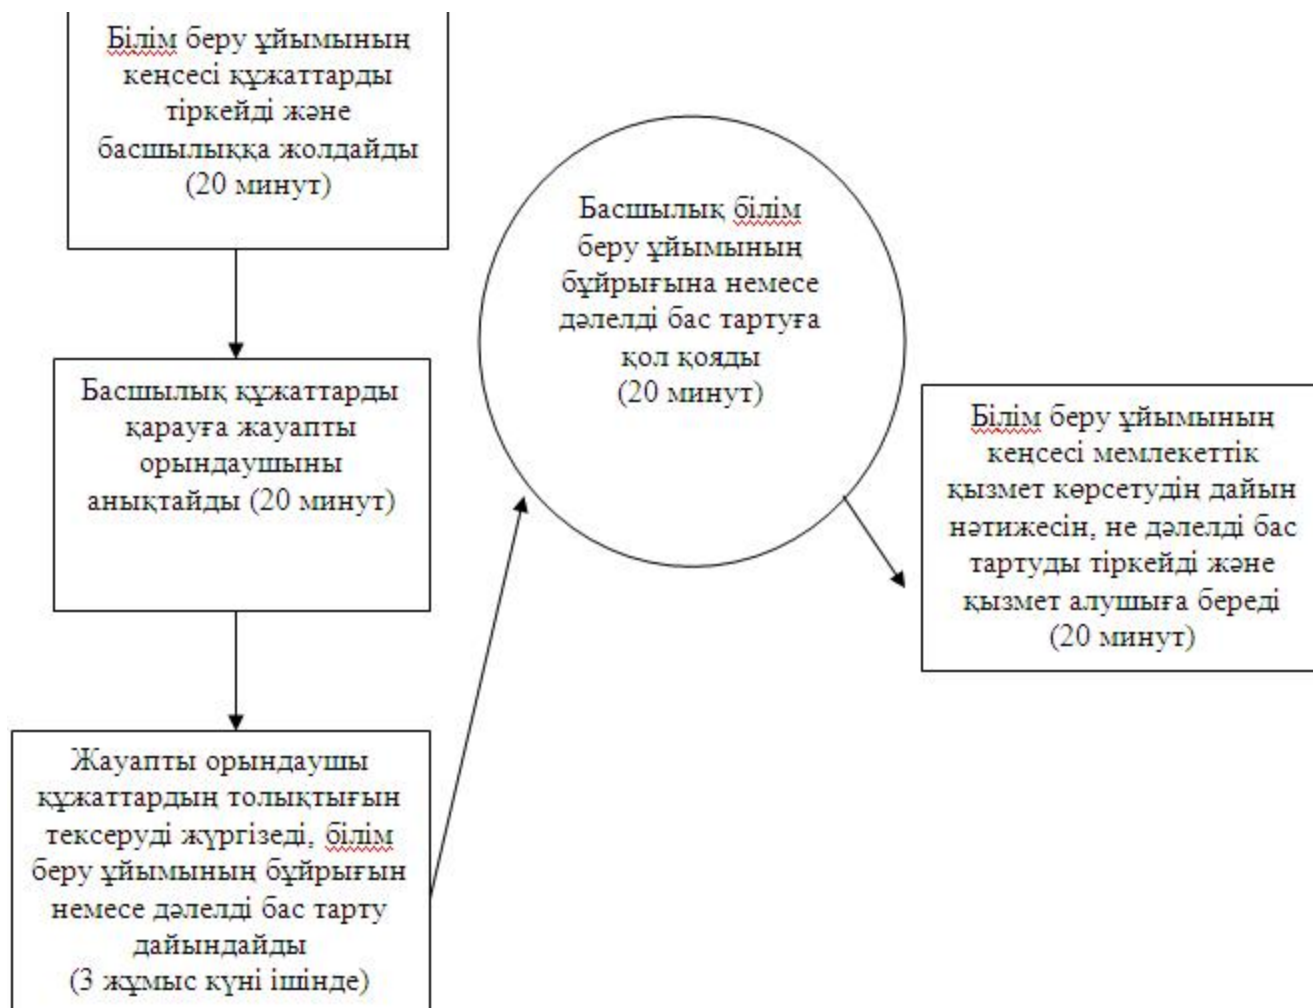 Білім беру ұйымының
кеңсесі құжаттарды
тіркейді және
басшылыққа жолдайды
(20 минут)
Басшылық құжаттарды
қарауға жауапты
орындаушыны
анықтайды (20 минут)
Жауапты орындаушы
құжаттардың толықтығын
тексеруді жүргізеді, білім
беру ұйымының бұйрығын
немесе дәлелді бас тарту
дайындайды
(3 жұмыс күні ішінде)
Басшылық білім
беру ұйымының
бұйрығына немесе
дәлелді бас тартуға
қол қояды
(20 минут)
Білім беру ұйымының
кеңсесі мемлекеттік
қызмет көрсетудің дайын
нәтижесін, не дәлелді бас
тартуды тіркейді және
қызмет алушыға береді
(20 минут)